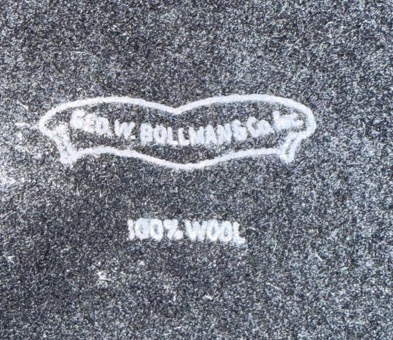 GEO. W. BOLLMAN & Co. Inc.
100% WOOL